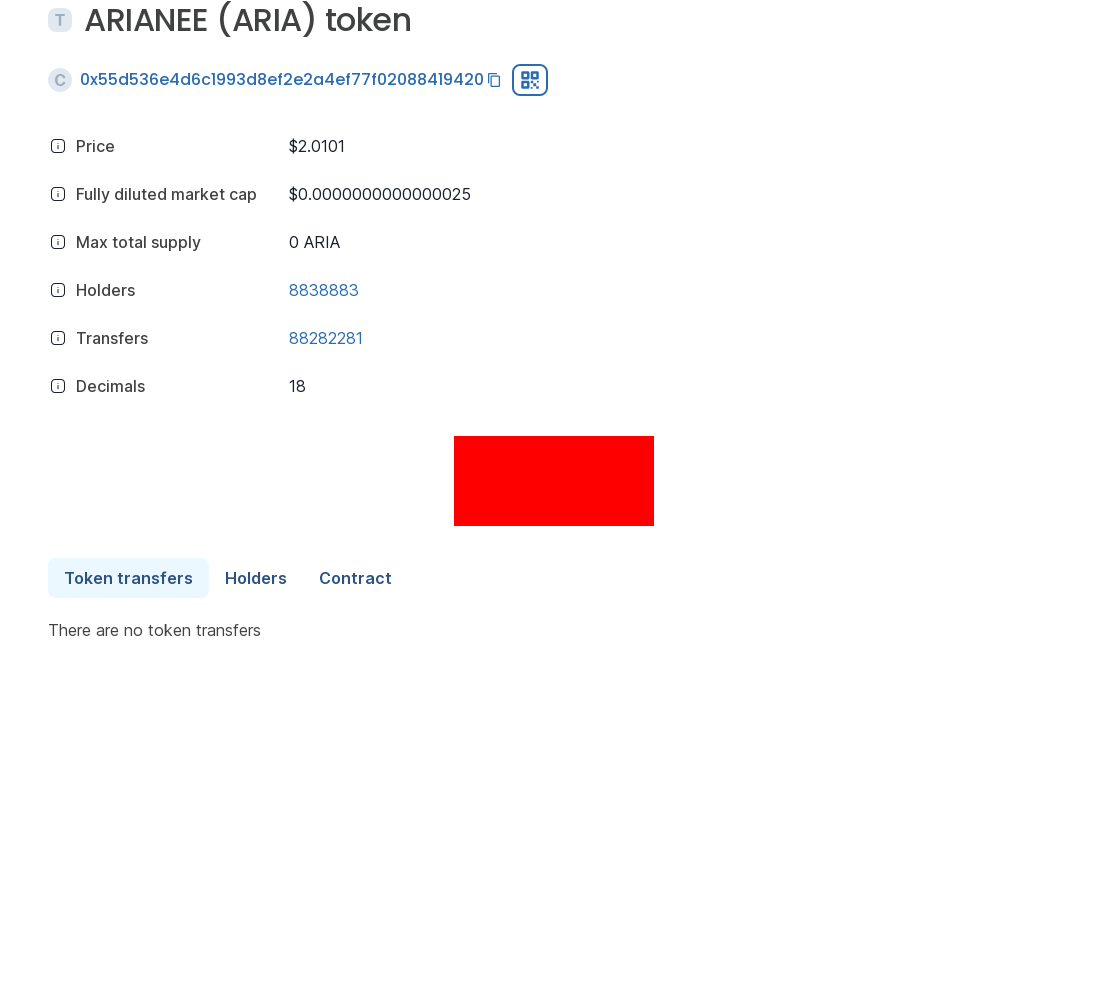 T ARIANEE (ARIA) token
C 0x55d536e4d6c1993d8ef2e2a4ef77f02088419420
Price $2.0101
Fully diluted market cap $0.0000000000000025
Max total supply 0 ARIA
Holders 8838883
Transfers 88282281
Decimals 18
Token transfers Holders Contract
There are no token transfers